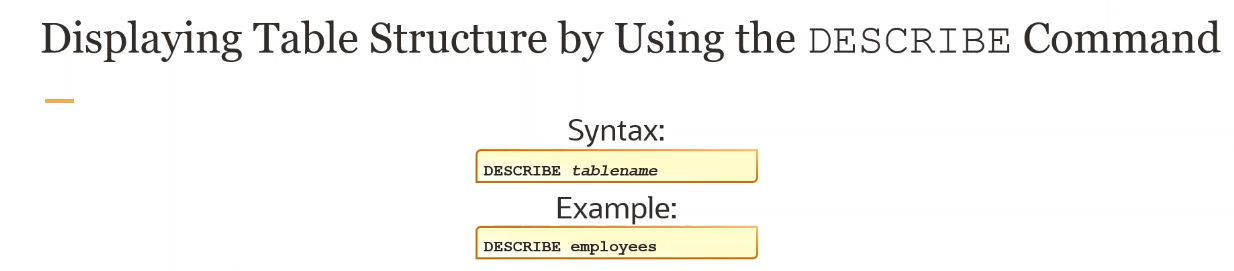 Displaying Table Structure by Using the DESCRIBE Command
Syntax:
DESCRIBE tablename
Example:
DESCRIBE employees